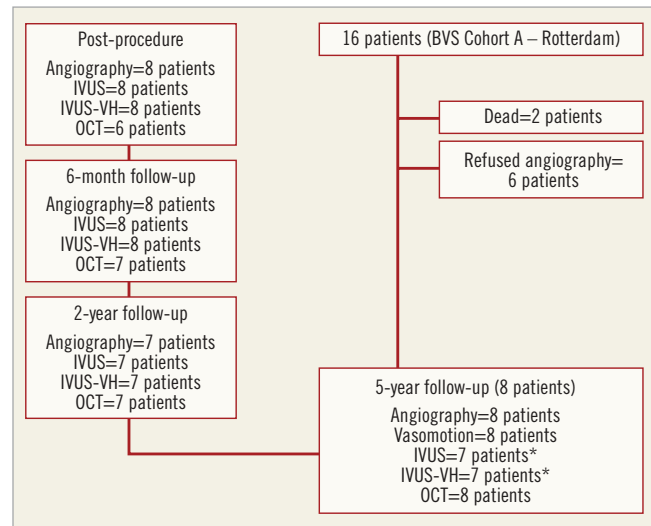 Post-procedure
Angiography=8 patients
IVUS=8 patients
IVUS-VH=8 patients
OCT=6 patients
6-month follow-up
Angiography=8 patients
IVUS=8 patients
IVUS-VH=8 patients
OCT=7 patients
2-year follow-up
Angiography=7 patients
IVUS=7 patients
IVUS-VH=7 patients
OCT=7 patients
16 patients (BVS Cohort A – Rotterdam)
Dead=2 patients
Refused angiography=
6 patients
5-year follow-up (8 patients)
Angiography=8 patients
Vasomotion=8 patients
IVUS=7 patients*
IVUS-VH=7 patients*
OCT=8 patients